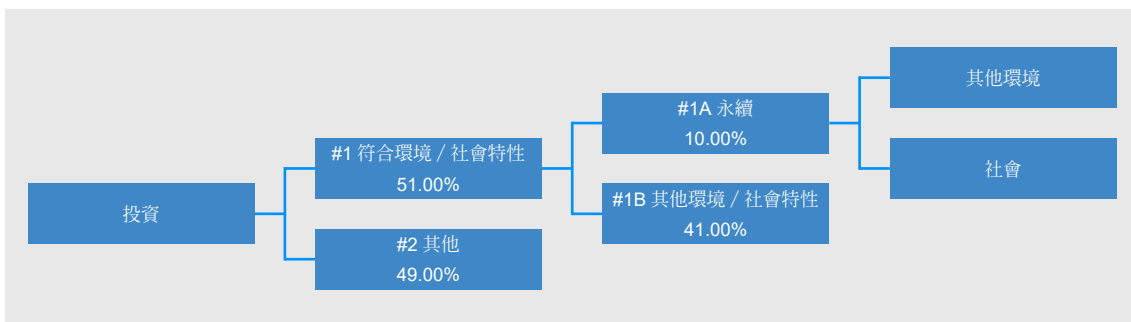 投資
#1 符合環境 / 社會特性
51.00%
#2 其他
49.00%
#1A 永續
10.00%
#1B 其他環境 / 社會特性
41.00%
其他環境
社會